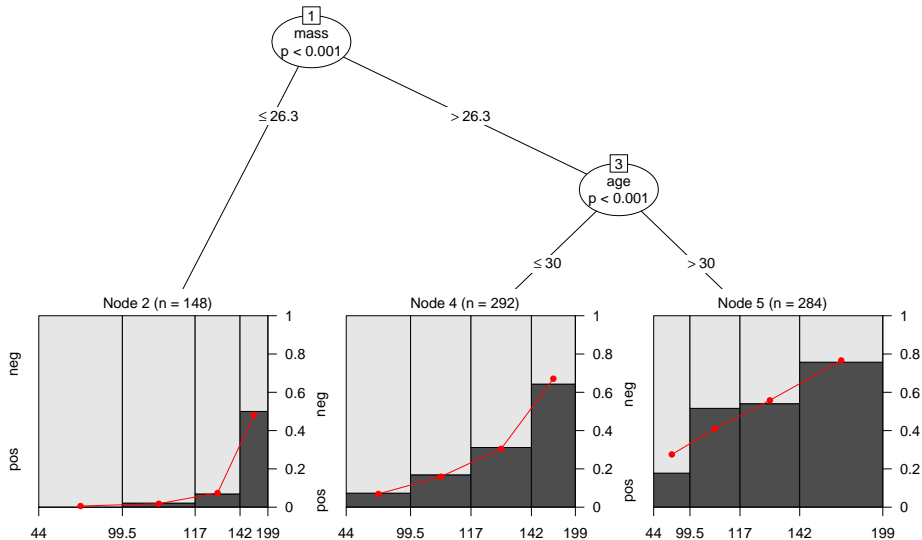 1
mass
p < 0.001
≤ 26.3
> 26.3
3
age
p < 0.001
≤ 30
> 30
Node 2 (n = 148)
neg
pos
0
0.2
0.4
0.6
0.8
1
44 99.5 117 142 199
Node 4 (n = 292)
neg
pos
0
0.2
0.4
0.6
0.8
1
44 99.5 117 142 199
Node 5 (n = 284)
neg
pos
0
0.2
0.4
0.6
0.8
1
44 99.5 117 142 199